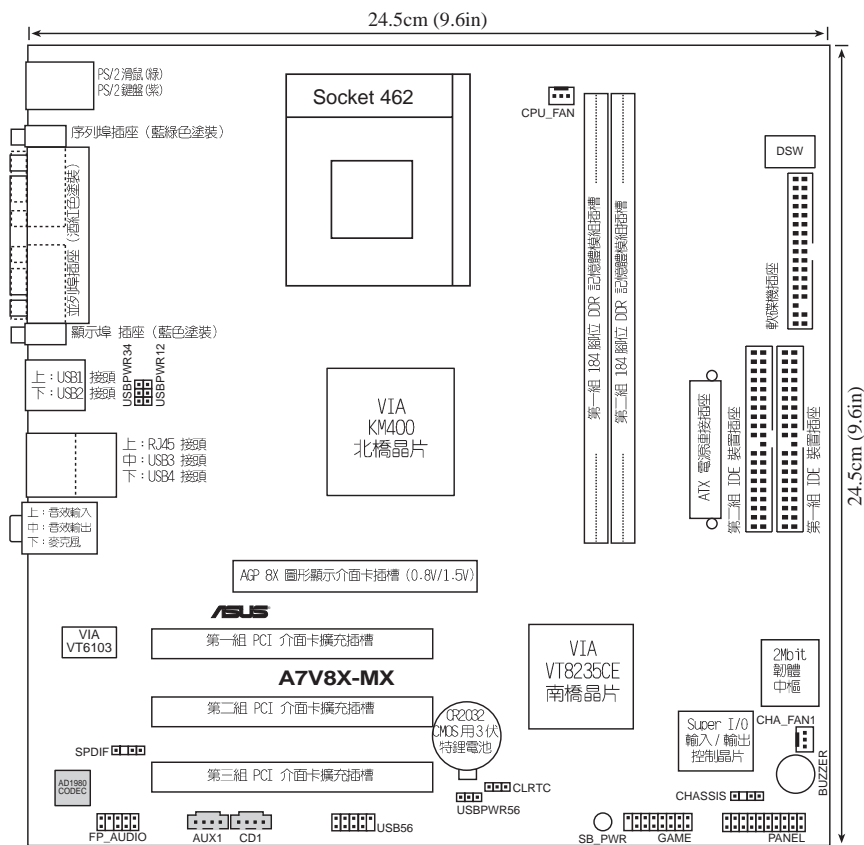 24.5cm (9.6in)
PS/2滑鼠(綠)
PS/2鍵盤(紫)
Socket 462
CPU_FAN
序列埠插座（藍綠色塗裝）
DSW
並列埠插座（酒紅色塗裝）
第一組 184 腳位 DDR 記憶體模組插槽
第二組 184 腳位 DDR 記憶體模組插槽
軟碟機插座
顯示埠 插座（藍色塗裝）
上：USB1 接頭
下：USB2 接頭
USBPWR34
USBPWR12
VIA
KM400
北橋晶片
ATX 電源連接插座
第二組 IDE 裝置插座
第一組 IDE 裝置插座
24.5cm (9.6in)
上：RJ45 接頭
中：USB3 接頭
下：USB4 接頭
上：音效輸入
中：音效輸出
下：麥克風
AGP 8X 圖形顯示介面卡插槽 (0.8V/1.5V)
ASUS
VIA
VT6103
第一組 PCI 介面卡擴充插槽
A7V8X-MX
VIA
VT8235CE
南橋晶片
2Mbit
韌體
中樞
第二組 PCI 介面卡擴充插槽
CR2032
CMOS 用3伏
特鋰電池
Super I/O
輸入/輸出
控制晶片
CHA_FAN1
SPDIF
第三組 PCI 介面卡擴充插槽
BUZZER
AD1980
CODEC
CLRTC
USBPWR56
CHASSIS
FP_AUDIO
AUX1
CD1
USB56
SB_PWR
GAME
PANEL